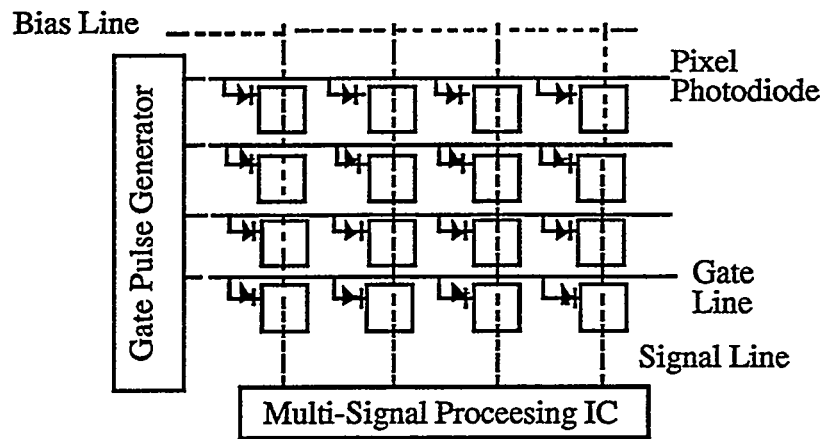 Bias Line
Pixel
Photodiode
Gate Pulse Generator
Gate
Line
Signal Line
Multi-Signal Proceesing IC